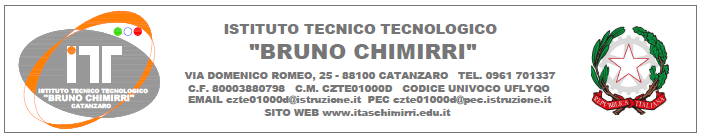 iTT
ISTITUTO TECNICO TECNOLOGICO
"BRUNO CHIMIRRI"
CATANZARO
ISTITUTO TECNICO TECNOLOGICO
"BRUNO CHIMIRRI"
VIA DOMENICO ROMEO, 25 - 88100 CATANZARO TEL. 0961 701337
C.F. 80003880798 C.M. CZTE01000D CODICE UNIVOCO UFLYQO
EMAIL czte01000d@istruzione.it PEC czte01000d@pec.istruzione.it
SITO WEB www.itaschimirri.edu.it
REPVBBLICA ITALIANA